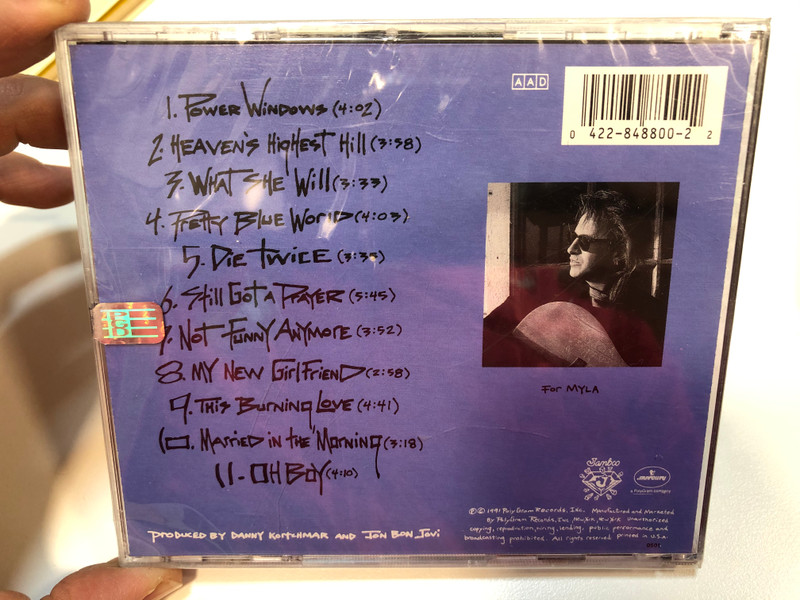 AAD
0 422-848800-2 2
1. Power Windows (4:02)
2. Heaven's Highest Hill (3:58)
3. What She Will (3:33)
4. Pretty Blue World (4:03)
5. Die Twice (3:35)
6. Still Got a Prayer (5:45)
7. Not Funny Anymore (3:52)
8. My New Girlfriend (2:58)
9. This Burning Love (4:41)
10. Married in the Morning (3:18)
11. Oh Boy (4:10)
For Myla
Jambco
mercury
a PolyGram company
℗© 1991 PolyGram Records, Inc. Manufactured and Marketed
By PolyGram Records, Inc., New York, New York Unauthorized
copying, reproduction, hiring, lending, public performance and
broadcasting prohibited. All rights reserved printed in U.S.A.
Produced by Danny Kortchmar and Jon Bon Jovi